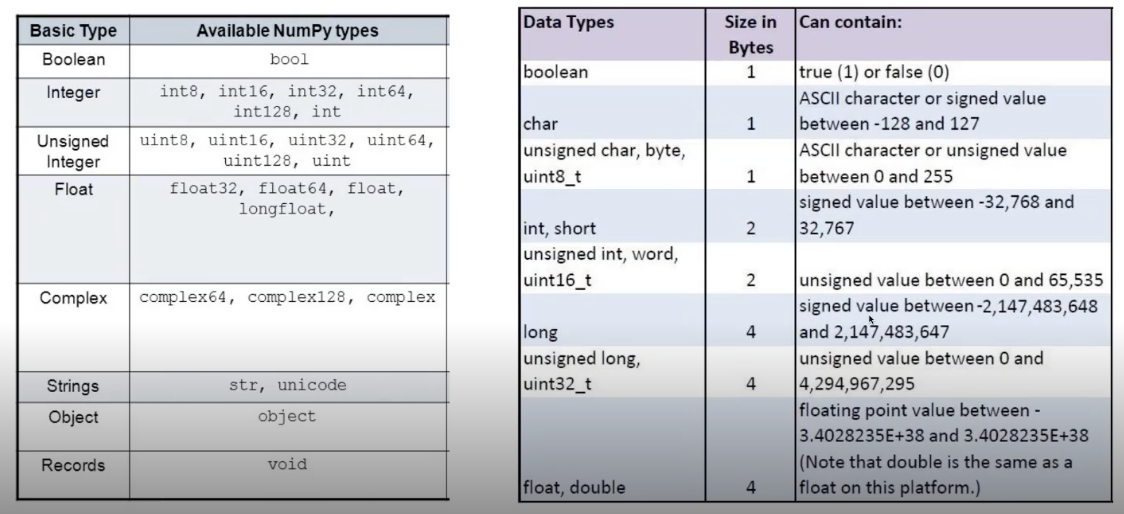 Basic Type Available NumPy types
Boolean bool
Integer int8, int16, int32, int64,
int128, int
Unsigned
Integer
uint8, uint16, uint32, uint64,
uint128, uint
Float float32, float64, float,
longfloat,
Complex complex64, complex128, complex
Strings str, unicode
Object object
Records void
Data Types Size in
Bytes
Can contain:
boolean 1 true (1) or false (0)
char 1 ASCII character or signed value
between -128 and 127
unsigned char, byte,
uint8_t 1 ASCII character or unsigned value
between 0 and 255
int, short 2 signed value between -32,768 and
32,767
unsigned int, word,
uint16_t 2 unsigned value between 0 and 65,535
long 4 signed value between -2,147,483,648
and 2,147,483,647
unsigned long,
uint32_t 4 unsigned value between 0 and
4,294,967,295
float, double 4 floating point value between -
3.4028235E+38 and 3.4028235E+38
(Note that double is the same as a
float on this platform.)